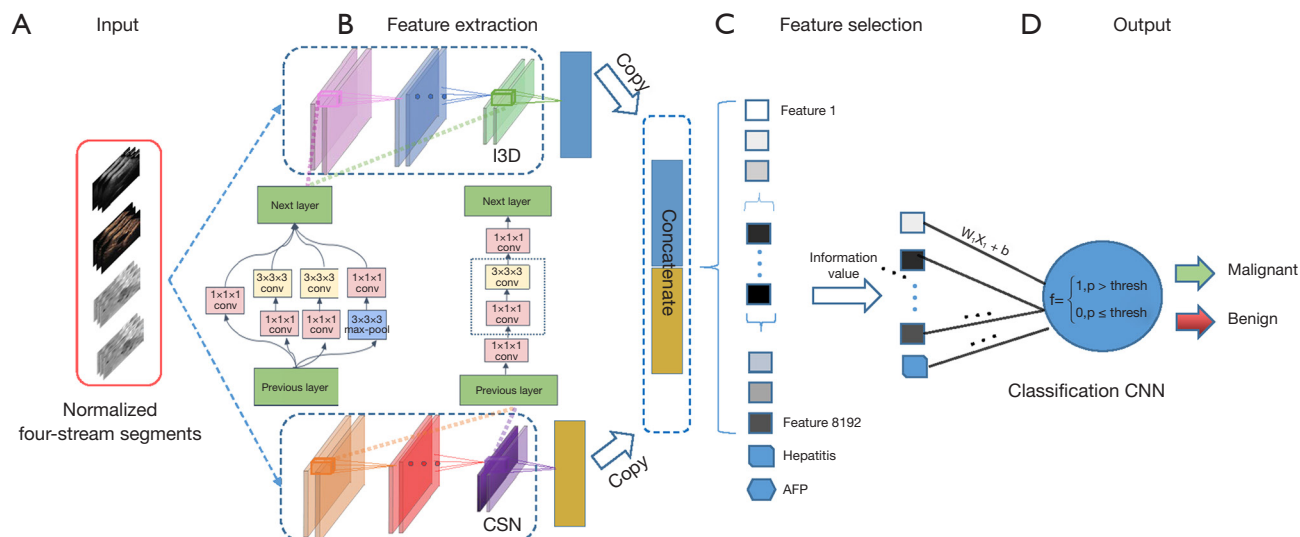 A
Input
B
Feature extraction
C
Feature selection
D
Output
Copy
I3D
Next layer
1×1×1
conv
3×3×3
conv
3×3×3
conv
1×1×1
conv
1×1×1
conv
1×1×1
conv
3×3×3
max-pool
Previous layer
Next layer
1×1×1
conv
3×3×3
conv
1×1×1
conv
1×1×1
conv
Previous layer
Normalized
four-stream segments
CSN
Copy
Concatenate
Feature 1
Feature 8192
Hepatitis
AFP
Information
value
W₁X₁ + b
f= 1,p > thresh
0,p ≤ thresh
Classification CNN
Malignant
Benign